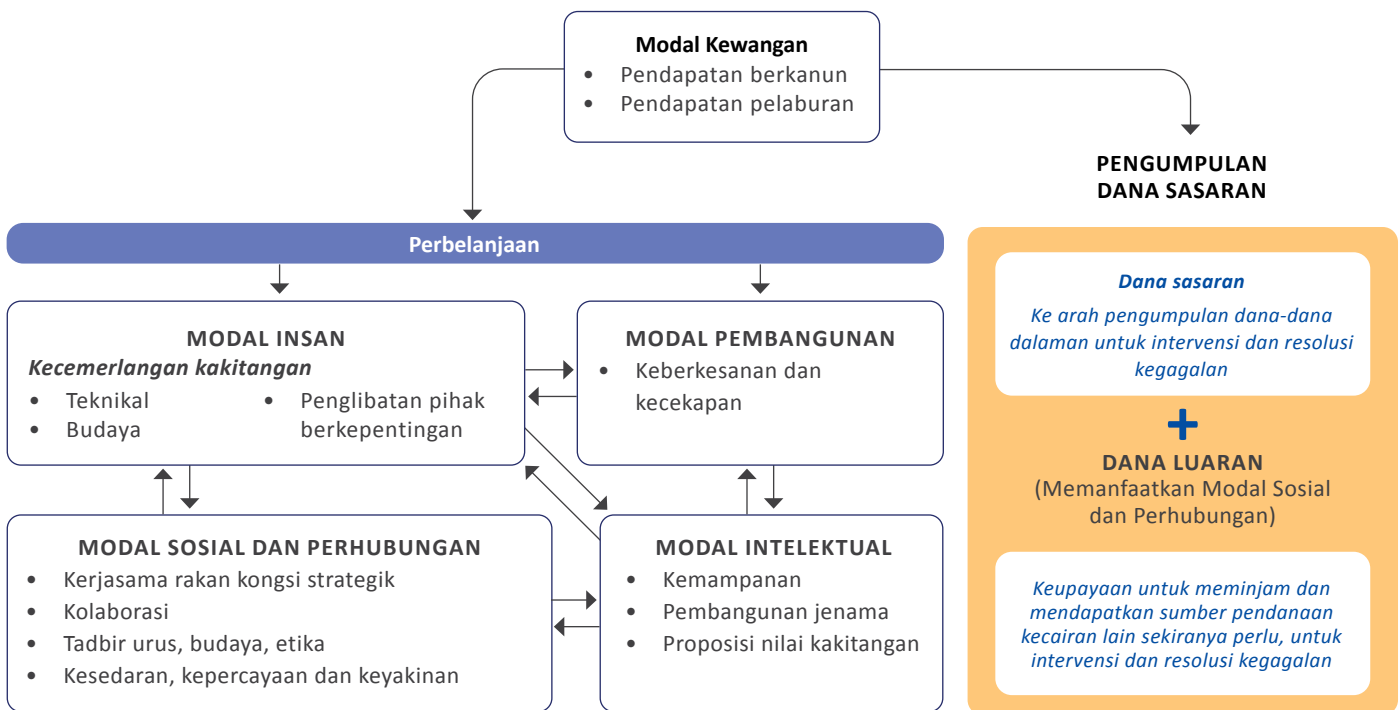 Modal Kewangan
• Pendapatan berkanun
• Pendapatan pelaburan
PENGUMPULAN
DANA SASARAN
Perbelanjaan
MODAL INSAN
Kecemerlangan kakitangan
• Teknikal
• Budaya
• Penglibatan pihak
berkepentingan
MODAL PEMBANGUNAN
• Keberkesanan dan
kecekapan
MODAL SOSIAL DAN PERHUBUNGAN
• Kerjasama rakan kongsi strategik
• Kolaborasi
• Tadbir urus, budaya, etika
• Kesedaran, kepercayaan dan keyakinan
MODAL INTELEKTUAL
• Kemampanan
• Pembangunan jenama
• Proposisi nilai kakitangan
Dana sasaran
Ke arah pengumpulan dana-dana
dalaman untuk intervensi dan resolusi
kegagalan
+
DANA LUARAN
(Memanfaatkan Modal Sosial
dan Perhubungan)
Keupayaan untuk meminjam dan
mendapatkan sumber pendanaan
kecairan lain sekiranya perlu, untuk
intervensi dan resolusi kegagalan